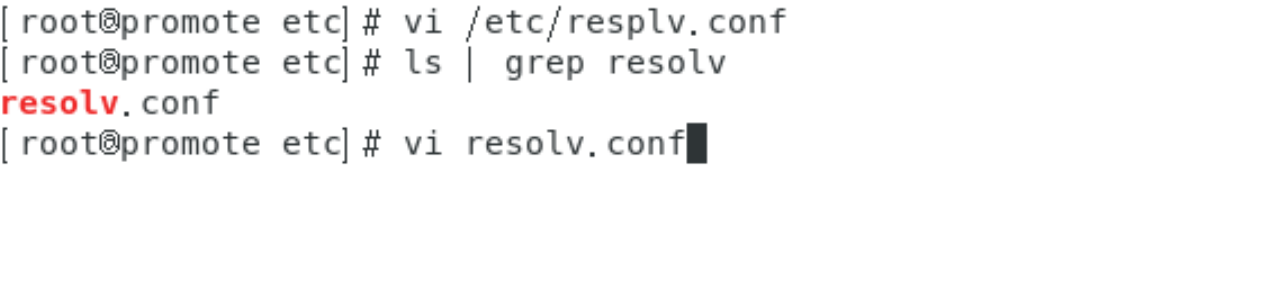 [root@promote etc]# vi /etc/resplv.conf
[root@promote etc]# ls | grep resolv
resolv.conf
[root@promote etc]# vi resolv.conf